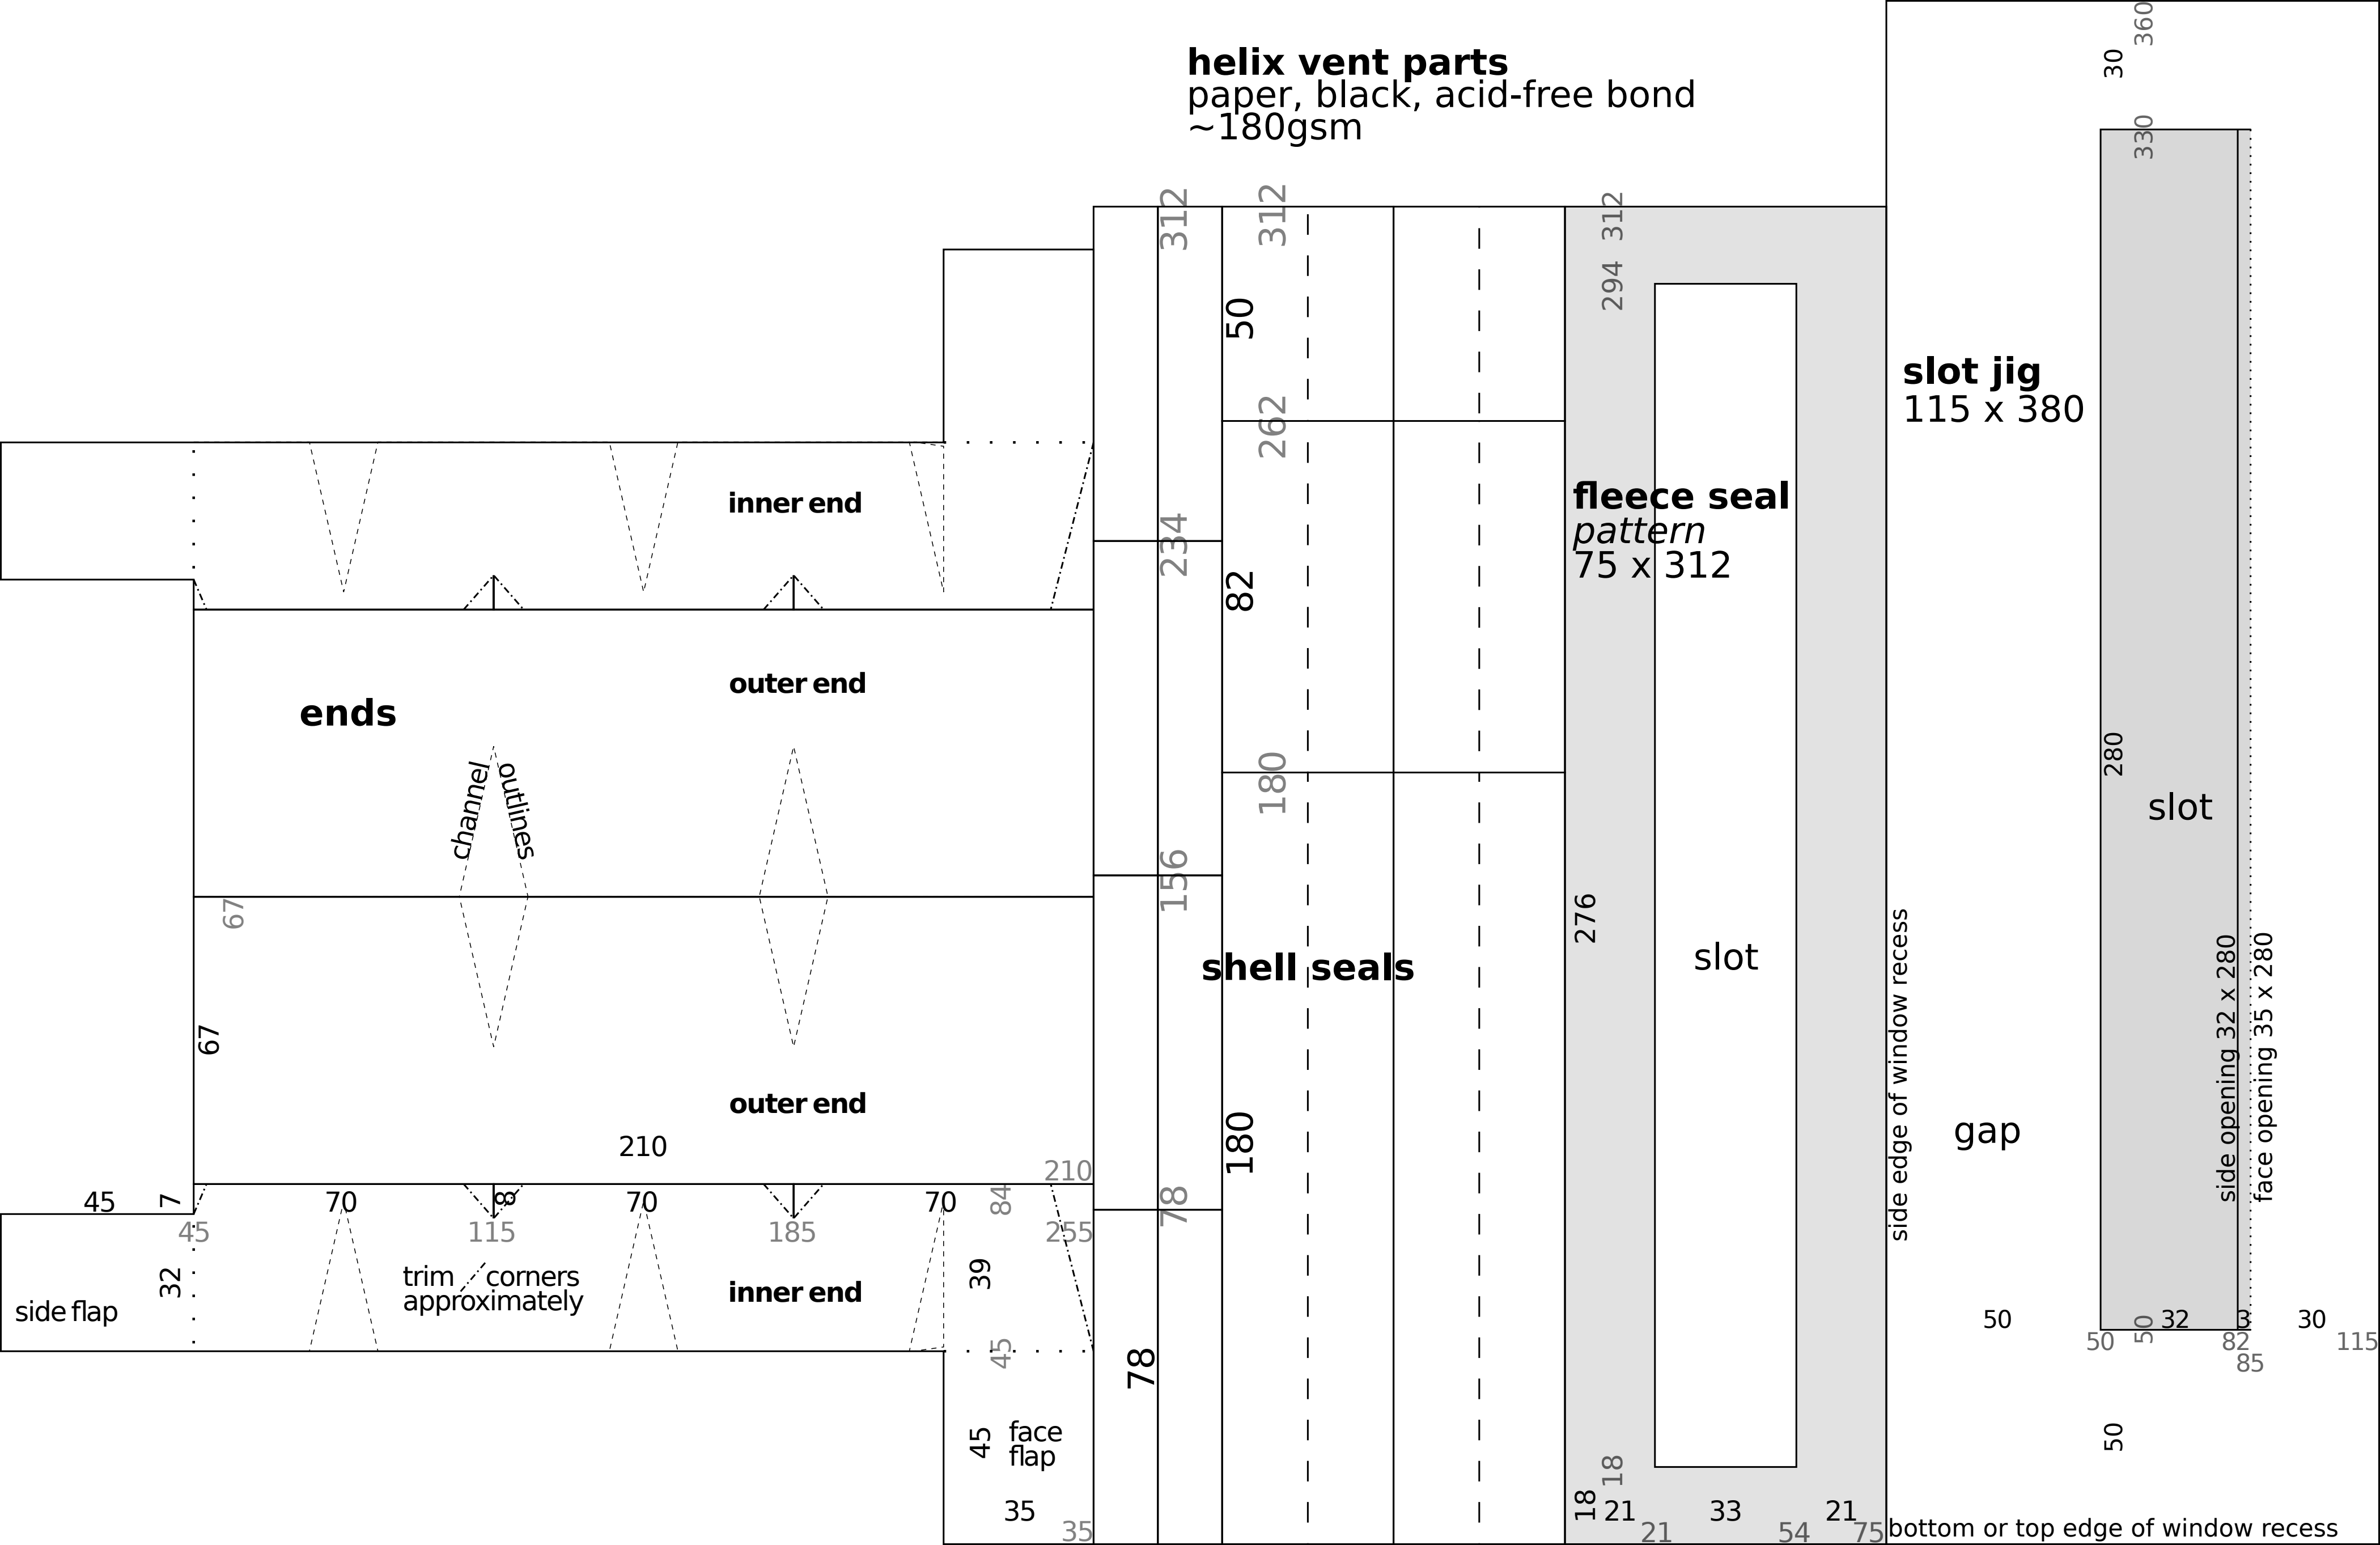 helix vent parts
paper, black, acid-free bond
~180gsm
inner end
outer end
ends
channel
outlines
67
67
outer end
210
210
45
7
70
8
70
70
84
45
115
185
255
32
39
side flap
trim corners
approximately
inner end
45
45
face
flap
35
35
312
312
50
262
234
82
180
156
shell seals
180
78
78
312
294
fleece seal
pattern
75 x 312
276
slot
18
18
21
33
21
21
54
75
360
30
330
slot jig
115 x 380
280
slot
side edge of window recess
gap
side opening 32 x 280
face opening 35 x 280
50
50
32
3
30
50
82
115
85
50
bottom or top edge of window recess